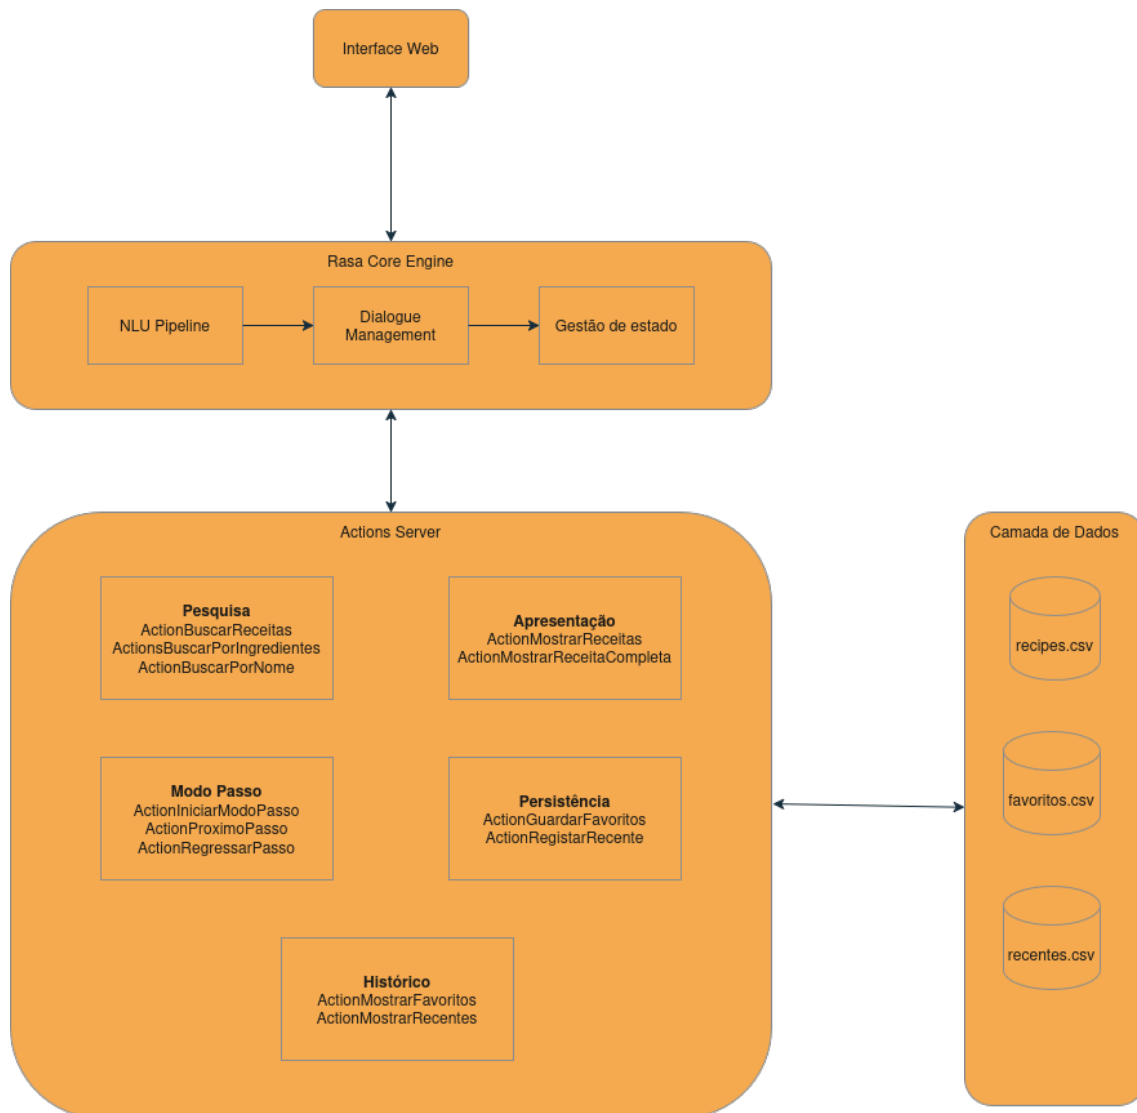 Interface Web
Rasa Core Engine
NLU Pipeline
Dialogue
Management
Gestão de estado
Actions Server
Pesquisa
ActionBuscarReceitas
ActionsBuscarPorIngredientes
ActionBuscarPorNome
Apresentação
ActionMostrarReceitas
ActionMostrarReceitaCompleta
Modo Passo
ActionIniciarModoPasso
ActionProximoPasso
ActionRegressarPasso
Persistência
ActionGuardarFavoritos
ActionRegistarRecente
Histórico
ActionMostrarFavoritos
ActionMostrarRecentes
Camada de Dados
recipes.csv
favoritos.csv
recentes.csv